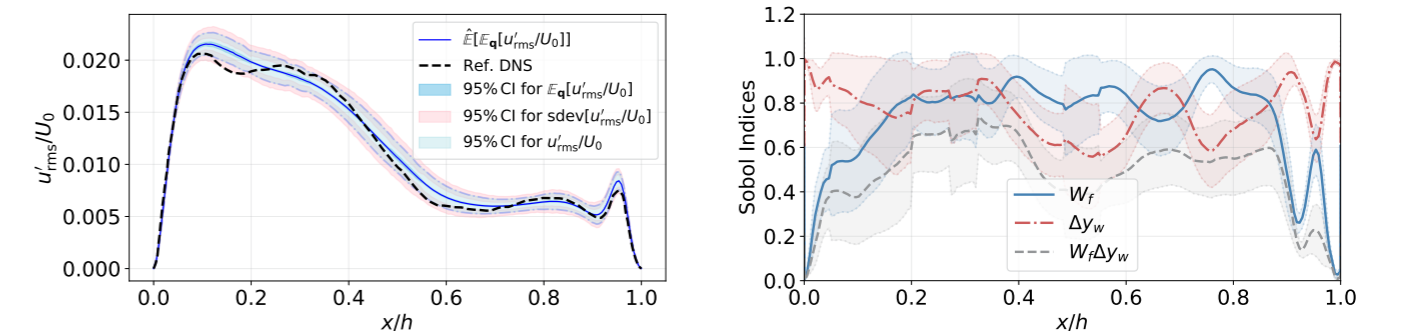 0.020
0.015
0.010
0.005
0.000
u′rms/U0
0.0 0.2 0.4 0.6 0.8 1.0
x/h
Ê[𝔼q[u′rms/U0]]
Ref. DNS
95% CI for 𝔼q[u′rms/U0]
95% CI for sdev[u′rms/U0]
95% CI for u′rms/U0
1.2
1.0
0.8
0.6
0.4
0.2
0.0
Sobol Indices
0.0 0.2 0.4 0.6 0.8 1.0
x/h
Wf
Δyw
WfΔyw